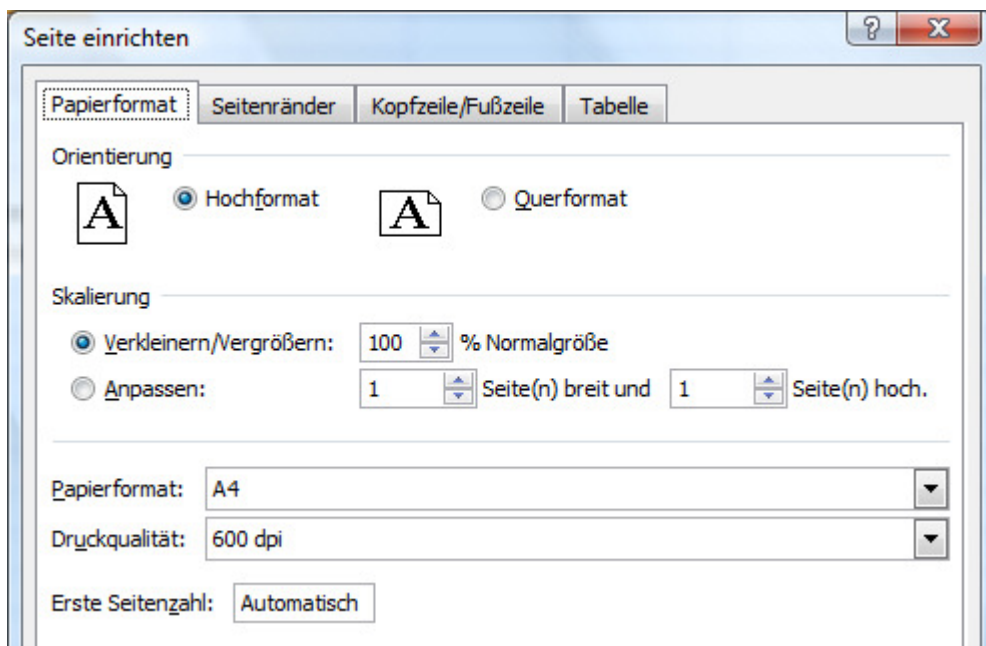 Seite einrichten
Papierformat Seitenränder Kopfzeile/Fußzeile Tabelle
Orientierung
A Hochformat A Querformat
Skalierung
Verkleinern/Vergrößern: 100 % Normalgröße
Anpassen: 1 Seite(n) breit und 1 Seite(n) hoch.
Papierformat: A4
Druckqualität: 600 dpi
Erste Seitenzahl: Automatisch